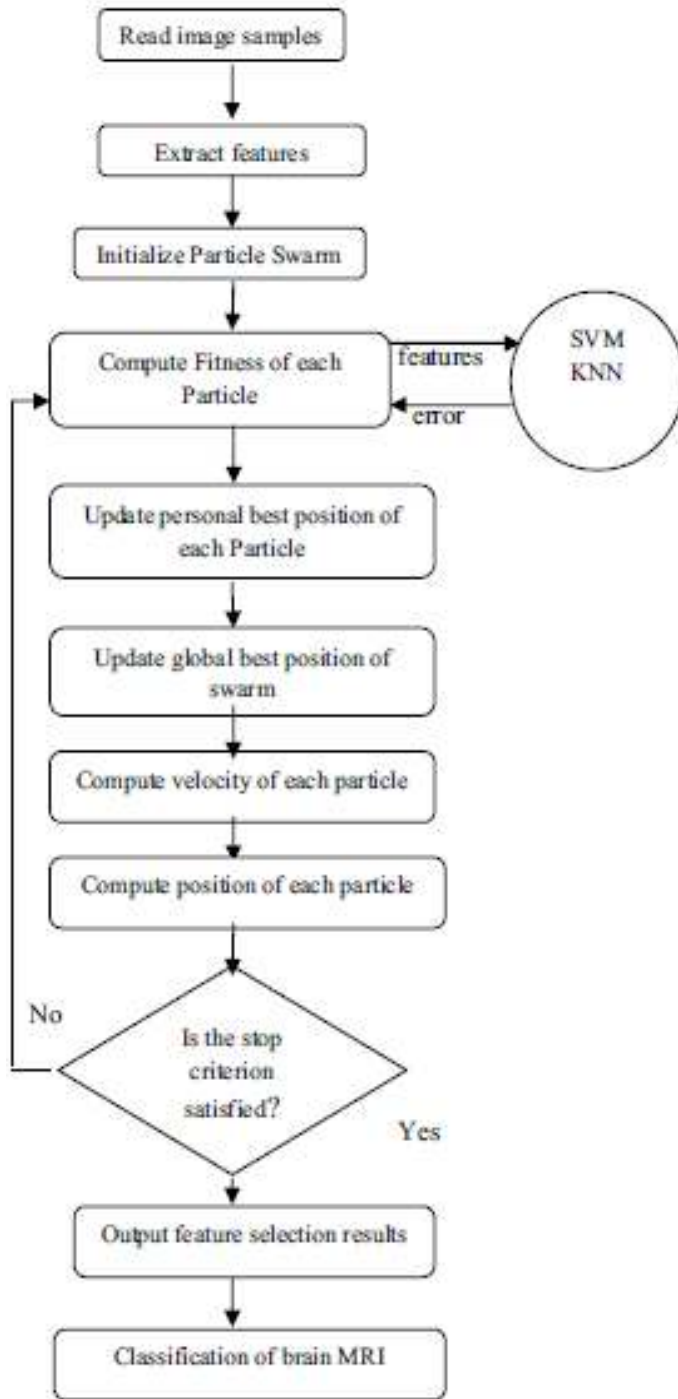 Read image samples
Extract features
Initialize Particle Swarm
Compute Fitness of each
Particle
features
error
SVM
KNN
Update personal best position of
each Particle
Update global best position of
swarm
Compute velocity of each particle
Compute position of each particle
No
Is the stop
criterion
satisfied?
Yes
Output feature selection results
Classification of brain MRI